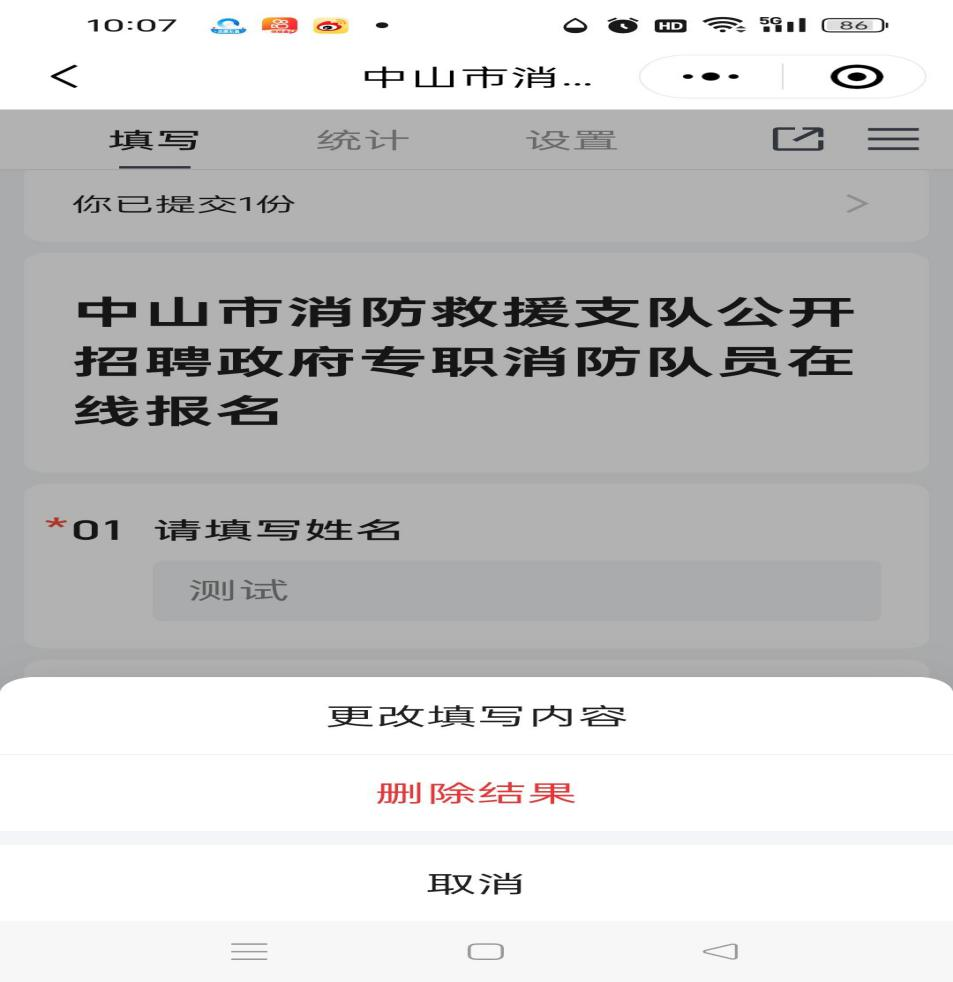 10:07
HD
5G
86
中山市消...
填写
统计
设置
你已提交1份
中山市消防救援支队公开
招聘政府专职消防队员在
线报名
*01 请填写姓名
测试
更改填写内容
删除结果
取消